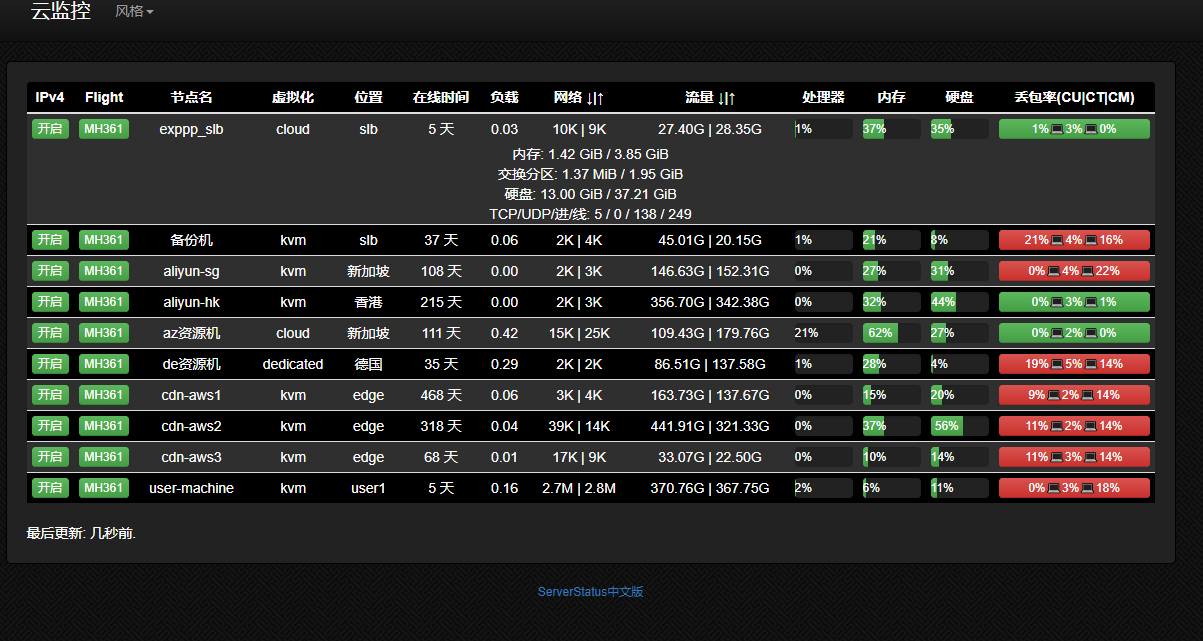 云监控 风格
IPv4 Flight 节点名 虚拟化 位置 在线时间 负载 网络 ↓|↑ 流量 ↓|↑ 处理器 内存 硬盘 丢包率(CU|CT|CM)
开启 MH361 exppp_slb cloud slb 5 天 0.03 10K | 9K 27.40G | 28.35G 1% 37% 35% 1%💻3%💻0%
内存: 1.42 GiB / 3.85 GiB
交换分区: 1.37 MiB / 1.95 GiB
硬盘: 13.00 GiB / 37.21 GiB
TCP/UDP/进/线: 5 / 0 / 138 / 249
开启 MH361 备份机 kvm slb 37 天 0.06 2K | 4K 45.01G | 20.15G 1% 21% 8% 21%💻4%💻16%
开启 MH361 aliyun-sg kvm 新加坡 108 天 0.00 2K | 3K 146.63G | 152.31G 0% 27% 31% 0%💻4%💻22%
开启 MH361 aliyun-hk kvm 香港 215 天 0.00 2K | 3K 356.70G | 342.38G 0% 32% 44% 0%💻3%💻1%
开启 MH361 az资源机 cloud 新加坡 111 天 0.42 15K | 25K 109.43G | 179.76G 21% 62% 27% 0%💻2%💻0%
开启 MH361 de资源机 dedicated 德国 35 天 0.29 2K | 2K 86.51G | 137.58G 1% 28% 4% 19%💻5%💻14%
开启 MH361 cdn-aws1 kvm edge 468 天 0.06 3K | 4K 163.73G | 137.67G 0% 15% 20% 9%💻2%💻14%
开启 MH361 cdn-aws2 kvm edge 318 天 0.04 39K | 14K 441.91G | 321.33G 0% 37% 56% 11%💻2%💻14%
开启 MH361 cdn-aws3 kvm edge 68 天 0.01 17K | 9K 33.07G | 22.50G 0% 10% 14% 11%💻3%💻14%
开启 MH361 user-machine kvm user1 5 天 0.16 2.7M | 2.8M 370.76G | 367.75G 2% 6% 11% 0%💻3%💻18%
最后更新: 几秒前.
ServerStatus中文版